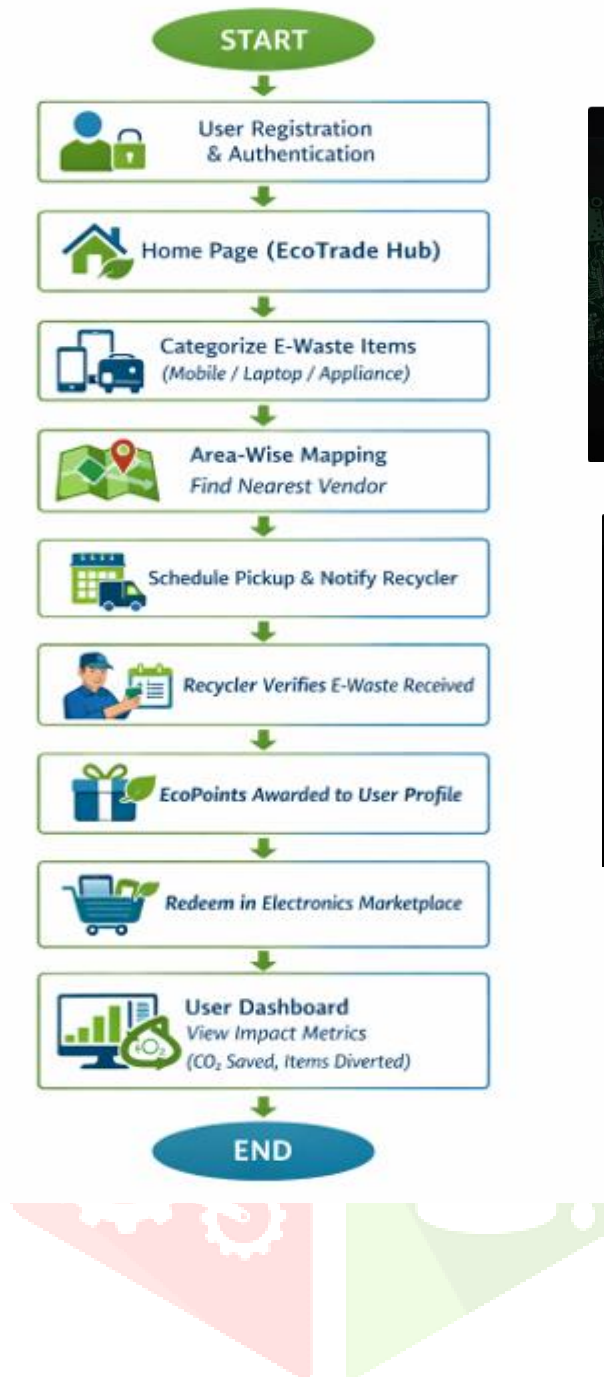 START
User Registration
& Authentication
Home Page (EcoTrade Hub)
Categorize E-Waste Items
(Mobile / Laptop / Appliance)
Area-Wise Mapping
Find Nearest Vendor
Schedule Pickup & Notify Recycler
Recycler Verifies E-Waste Received
EcoPoints Awarded to User Profile
Redeem in Electronics Marketplace
User Dashboard
View Impact Metrics
(CO₂ Saved, Items Diverted)
END